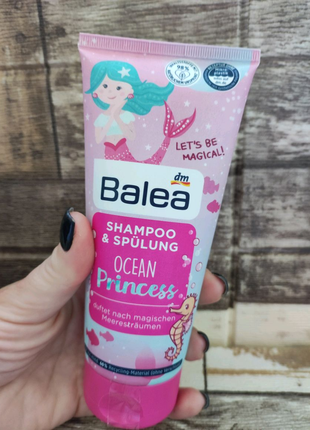 LET'S BE
MAGICAL!
dm
Balea
SHAMPOO
& SPÜLUNG
OCEAN
Princess
duftet nach magischen
Meeresträumen